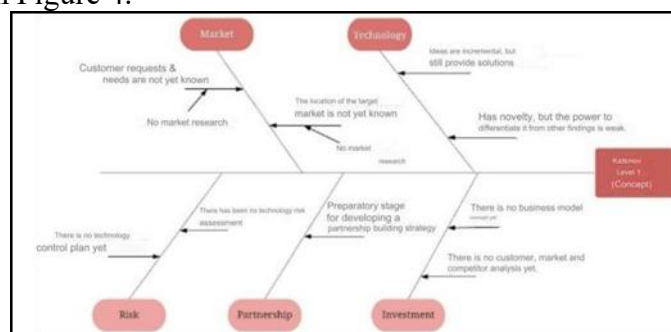 n Figure 4.
Market
Technology
Customer requests &
needs are not yet known
No market research
The location of the target
market is not yet known
No market
research
Ideas are incremental, but
still provide solutions
Has novelty, but the power to
differentiate it from other findings is weak.
Katsinov
Level 1
(Concept)
There has been no technology risk
assessment
There is no technology
control plan yet
Preparatory stage
for developing a
partnership building strategy
There is no business model
concept yet
There is no customer, market and
competitor analysis yet.
Risk
Partnership
Investment